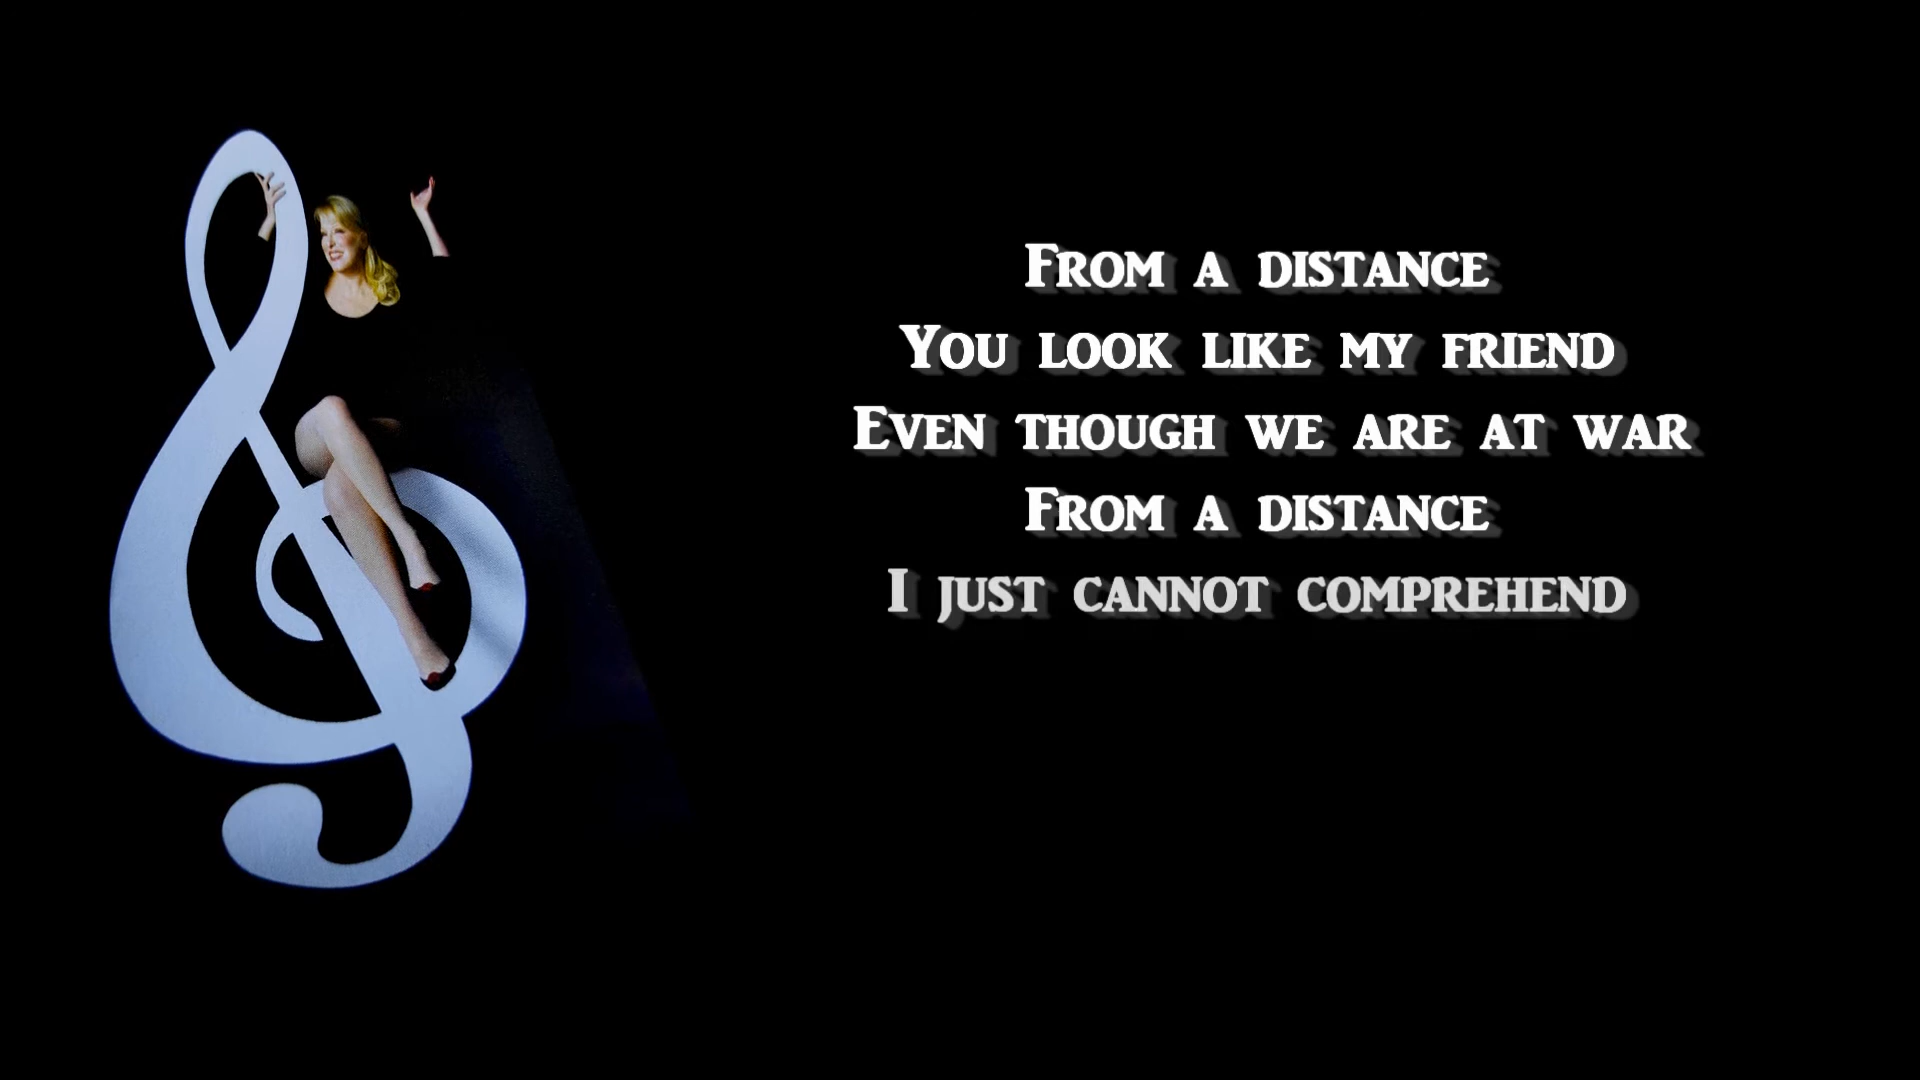 From a distance
You look like my friend
Even though we are at war
From a distance
I just cannot comprehend